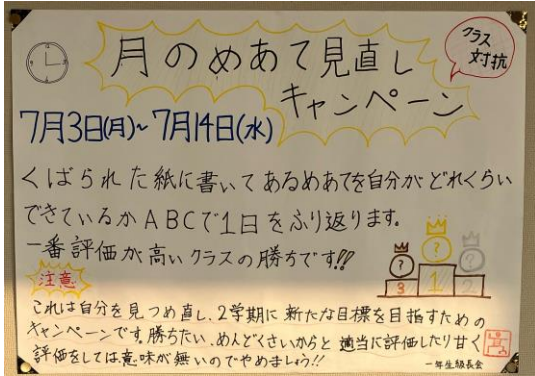 月のめあて見直し
キャンペーン
クラス
対抗
7月3日(月)~7月14日(水)
くばられた紙に書いてあるめあてを自分がどれくらい
できているかABCで1日をふり返ります。
一番評価が高いクラスの勝ちです!!
注意
これは自分を見つめ直し、2学期に新たな目標を目指すための
キャンペーンです。勝ちたい、めんどくさいからと適当に評価したり甘く
評価をしては意味が無いのでやめましょう!!
? ? ?
3 1 2
一年生級長会